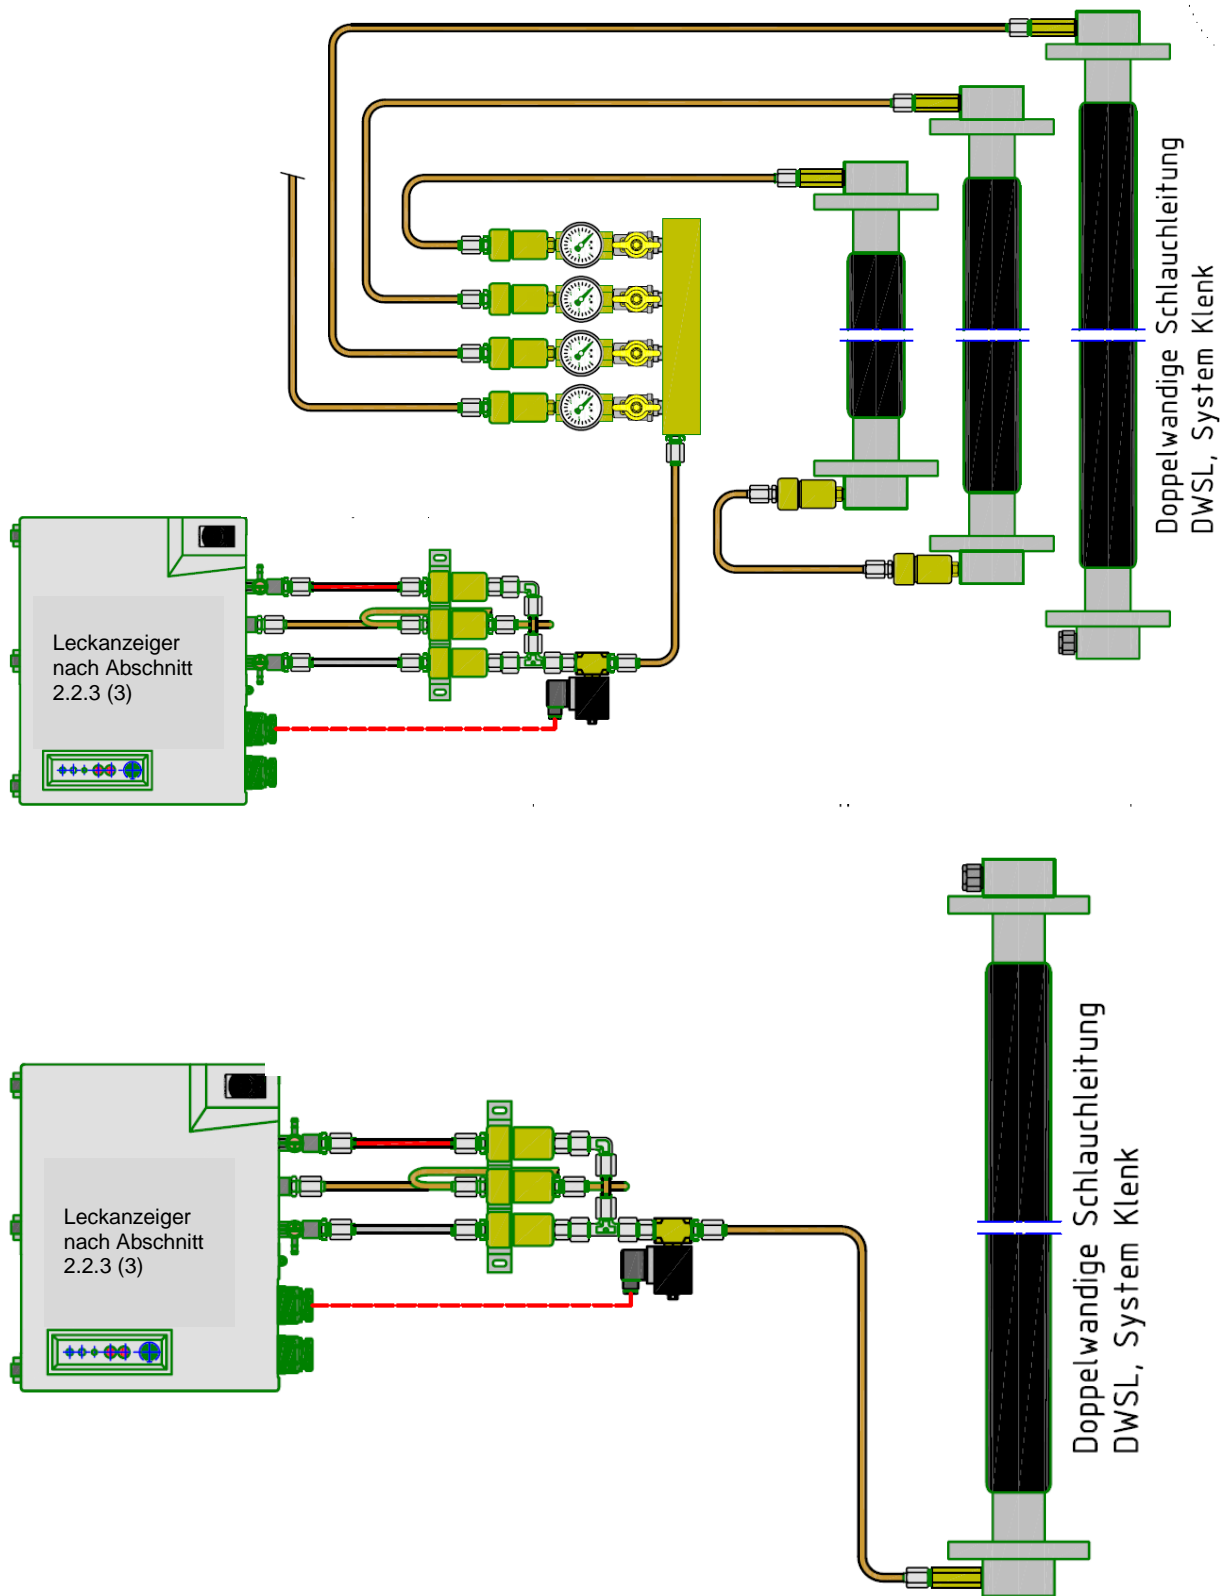 Doppelwandige Schlauchleitung
DWSL, System Klenk
Leckanzeiger
nach Abschnitt
2.2.3 (3)
Leckanzeiger
nach Abschnitt
2.2.3 (3)
Doppelwandige Schlauchleitung
DWSL, System Klenk